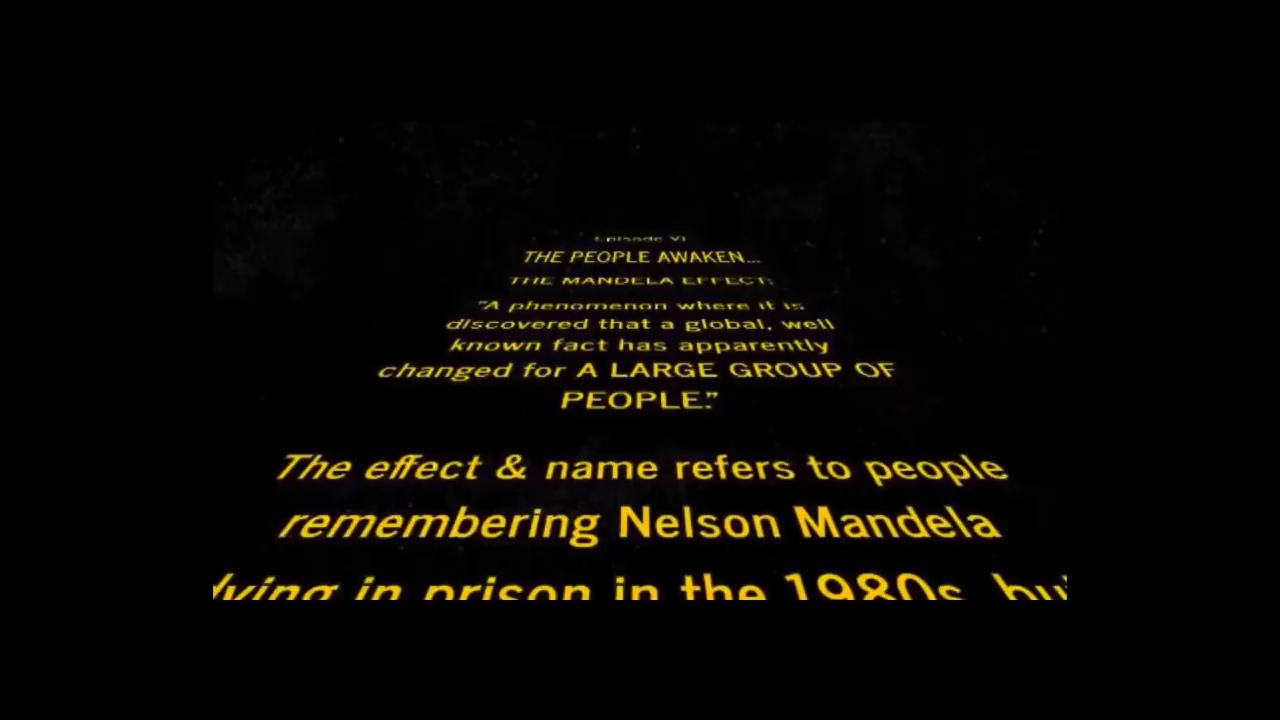 Episode VI
THE PEOPLE AWAKEN...
THE MANDELA EFFECT:
"A phenomenon where it is
discovered that a global, well
known fact has apparently
changed for A LARGE GROUP OF
PEOPLE."
The effect & name refers to people
remembering Nelson Mandela
dying in prison in the 1980s, but